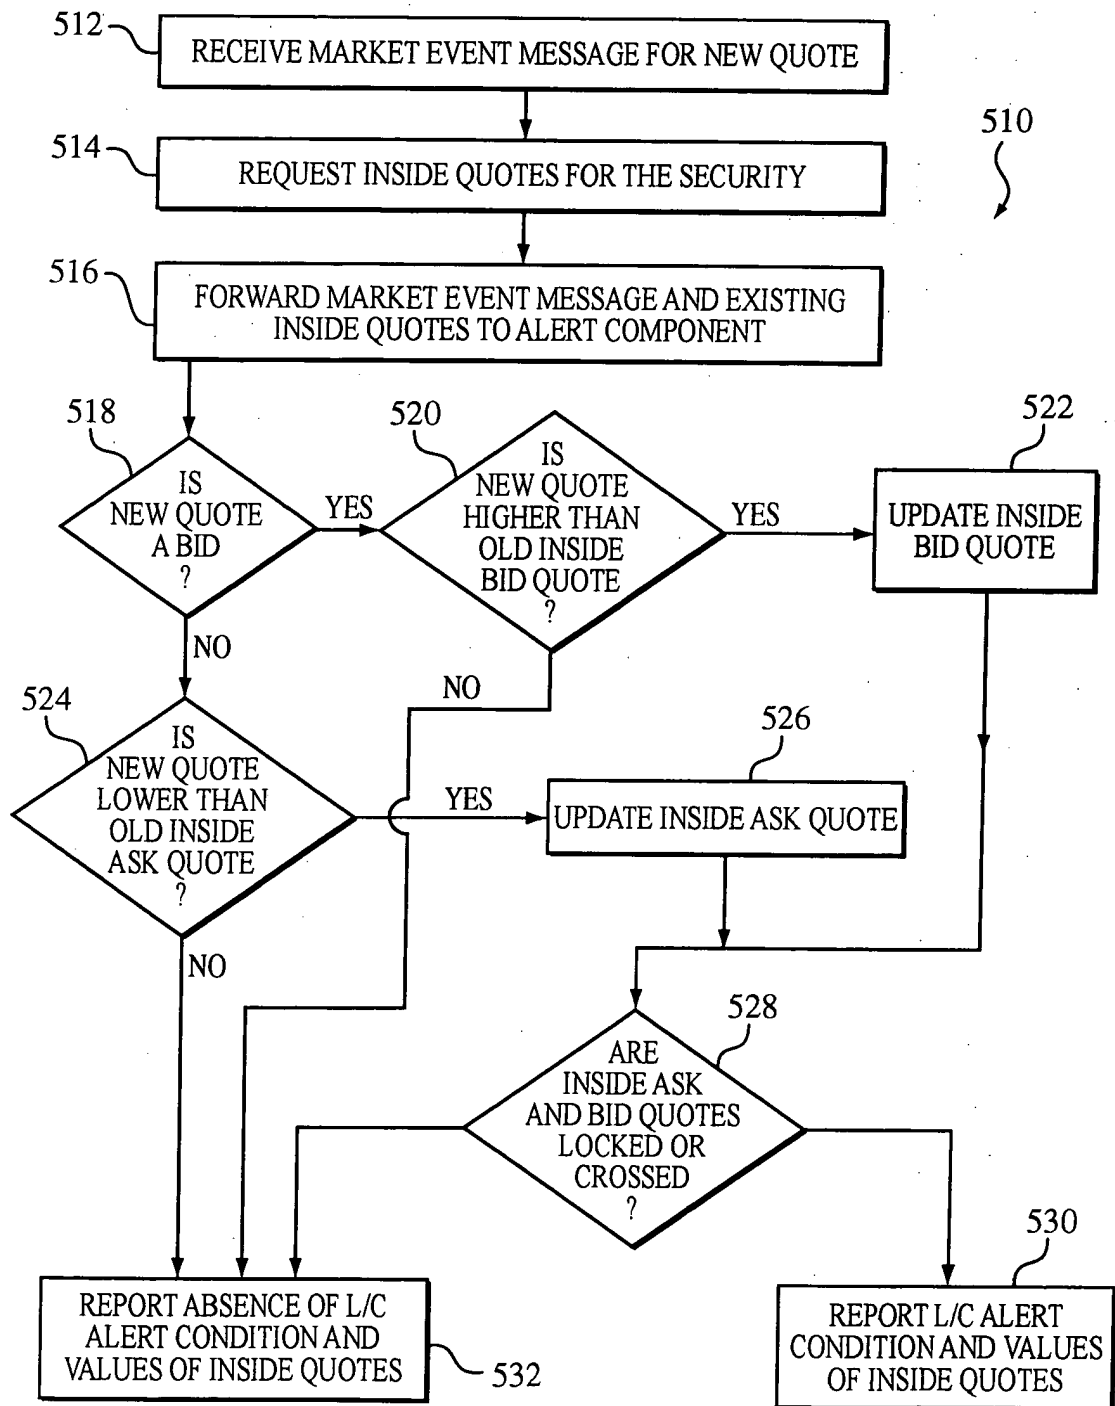 512
RECEIVE MARKET EVENT MESSAGE FOR NEW QUOTE
510
514
REQUEST INSIDE QUOTES FOR THE SECURITY
516
FORWARD MARKET EVENT MESSAGE AND EXISTING
INSIDE QUOTES TO ALERT COMPONENT
518
IS
NEW QUOTE
A BID
?
YES
NO
520
IS
NEW QUOTE
HIGHER THAN
OLD INSIDE
BID QUOTE
?
YES
NO
522
UPDATE INSIDE
BID QUOTE
524
IS
NEW QUOTE
LOWER THAN
OLD INSIDE
ASK QUOTE
?
YES
NO
526
UPDATE INSIDE ASK QUOTE
528
ARE
INSIDE ASK
AND BID QUOTES
LOCKED OR
CROSSED
?
530
REPORT L/C ALERT
CONDITION AND VALUES
OF INSIDE QUOTES
REPORT ABSENCE OF L/C
ALERT CONDITION AND
VALUES OF INSIDE QUOTES
532